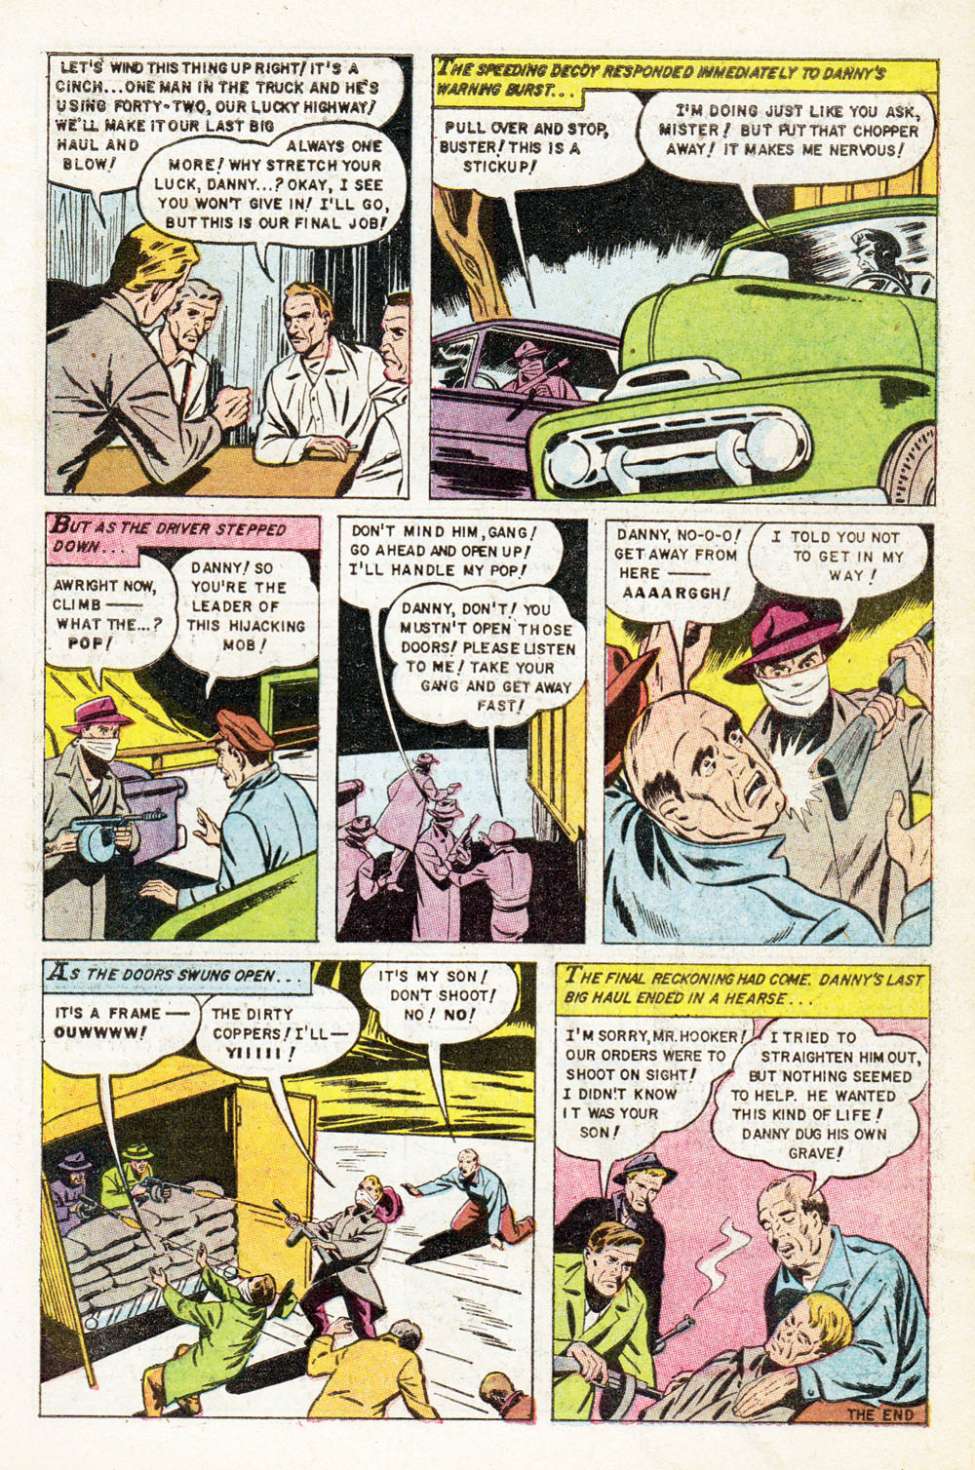 LET'S WIND THIS THING UP RIGHT! IT'S A
CINCH...ONE MAN IN THE TRUCK AND HE'S
USING FORTY-TWO, OUR LUCKY HIGHWAY!
WE'LL MAKE IT OUR LAST BIG
HAUL AND
BLOW!
ALWAYS ONE
MORE! WHY STRETCH YOUR
LUCK, DANNY...? OKAY, I SEE
YOU WON'T GIVE IN! I'LL GO,
BUT THIS IS OUR FINAL JOB!
THE SPEEDING DECOY RESPONDED IMMEDIATELY TO DANNY'S
WARNING BURST...
PULL OVER AND STOP,
BUSTER! THIS IS A
STICKUP!
I'M DOING JUST LIKE YOU ASK,
MISTER! BUT PUT THAT CHOPPER
AWAY! IT MAKES ME NERVOUS!
BUT AS THE DRIVER STEPPED
DOWN...
AWRIGHT NOW,
CLIMB ——
WHAT THE...?
POP!
DANNY! SO
YOU'RE THE
LEADER OF
THIS HIJACKING
MOB!
DON'T MIND HIM, GANG!
GO AHEAD AND OPEN UP!
I'LL HANDLE MY POP!
DANNY, DON'T! YOU
MUSTN'T OPEN THOSE
DOORS! PLEASE LISTEN
TO ME! TAKE YOUR
GANG AND GET AWAY
FAST!
DANNY, NO-O-O!
GET AWAY FROM
HERE ——
AAAARGGH!
I TOLD YOU NOT
TO GET IN MY
WAY!
AS THE DOORS SWUNG OPEN...
IT'S A FRAME —
OUWWWW!
THE DIRTY
COPPERS! I'LL —
YIIIII!
IT'S MY SON!
DON'T SHOOT!
NO! NO!
THE FINAL RECKONING HAD COME. DANNY'S LAST
BIG HAUL ENDED IN A HEARSE...
I'M SORRY, MR. HOOKER!
OUR ORDERS WERE TO
SHOOT ON SIGHT!
I DIDN'T KNOW
IT WAS YOUR
SON!
I TRIED TO
STRAIGHTEN HIM OUT,
BUT NOTHING SEEMED
TO HELP. HE WANTED
THIS KIND OF LIFE!
DANNY DUG HIS OWN
GRAVE!
THE END